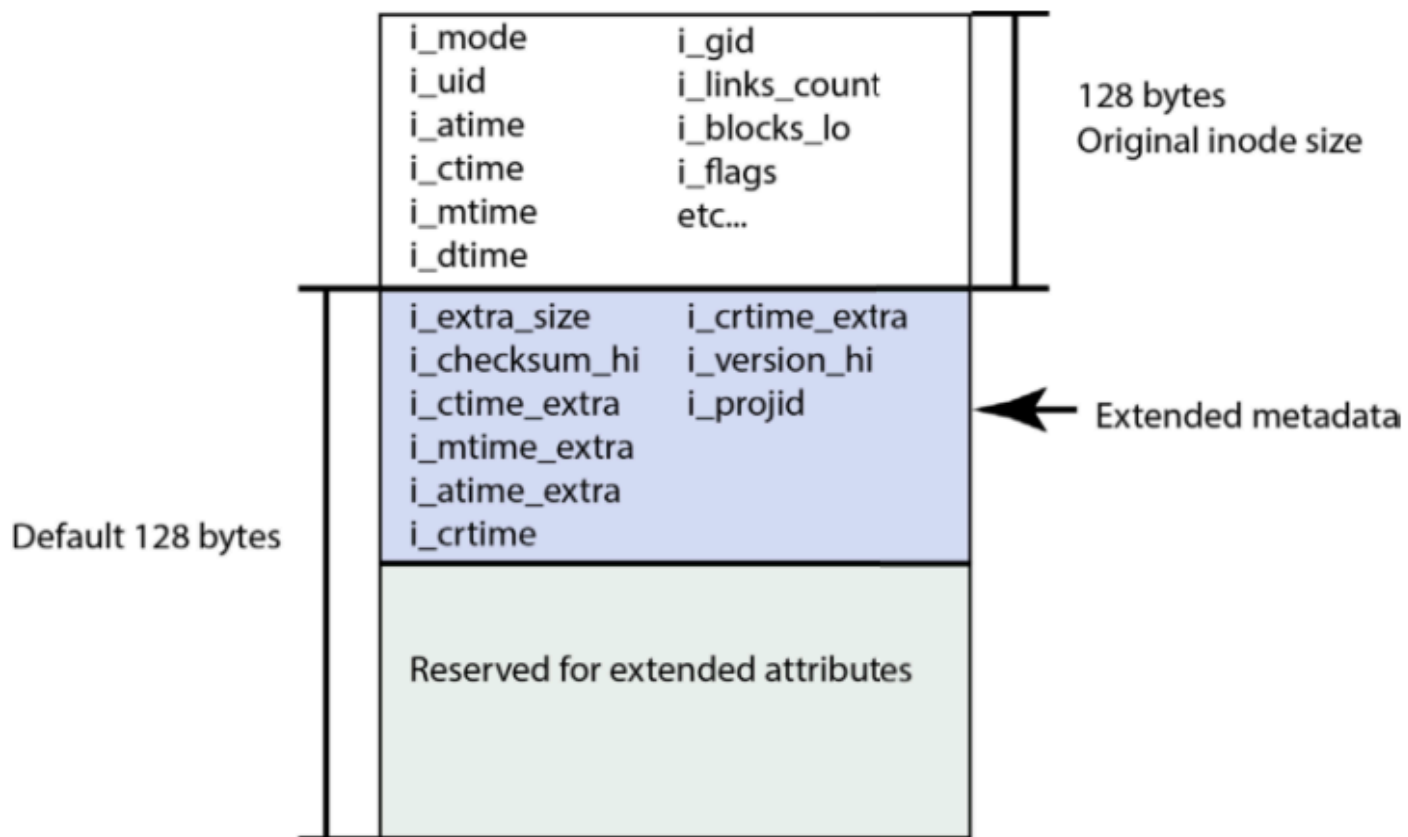 i_mode
i_uid
i_atime
i_ctime
i_mtime
i_dtime
i_gid
i_links_count
i_blocks_lo
i_flags
etc...
128 bytes
Original inode size
i_extra_size
i_checksum_hi
i_ctime_extra
i_mtime_extra
i_atime_extra
i_crtime
i_crtime_extra
i_version_hi
i_projid
Extended metadata
Default 128 bytes
Reserved for extended attributes